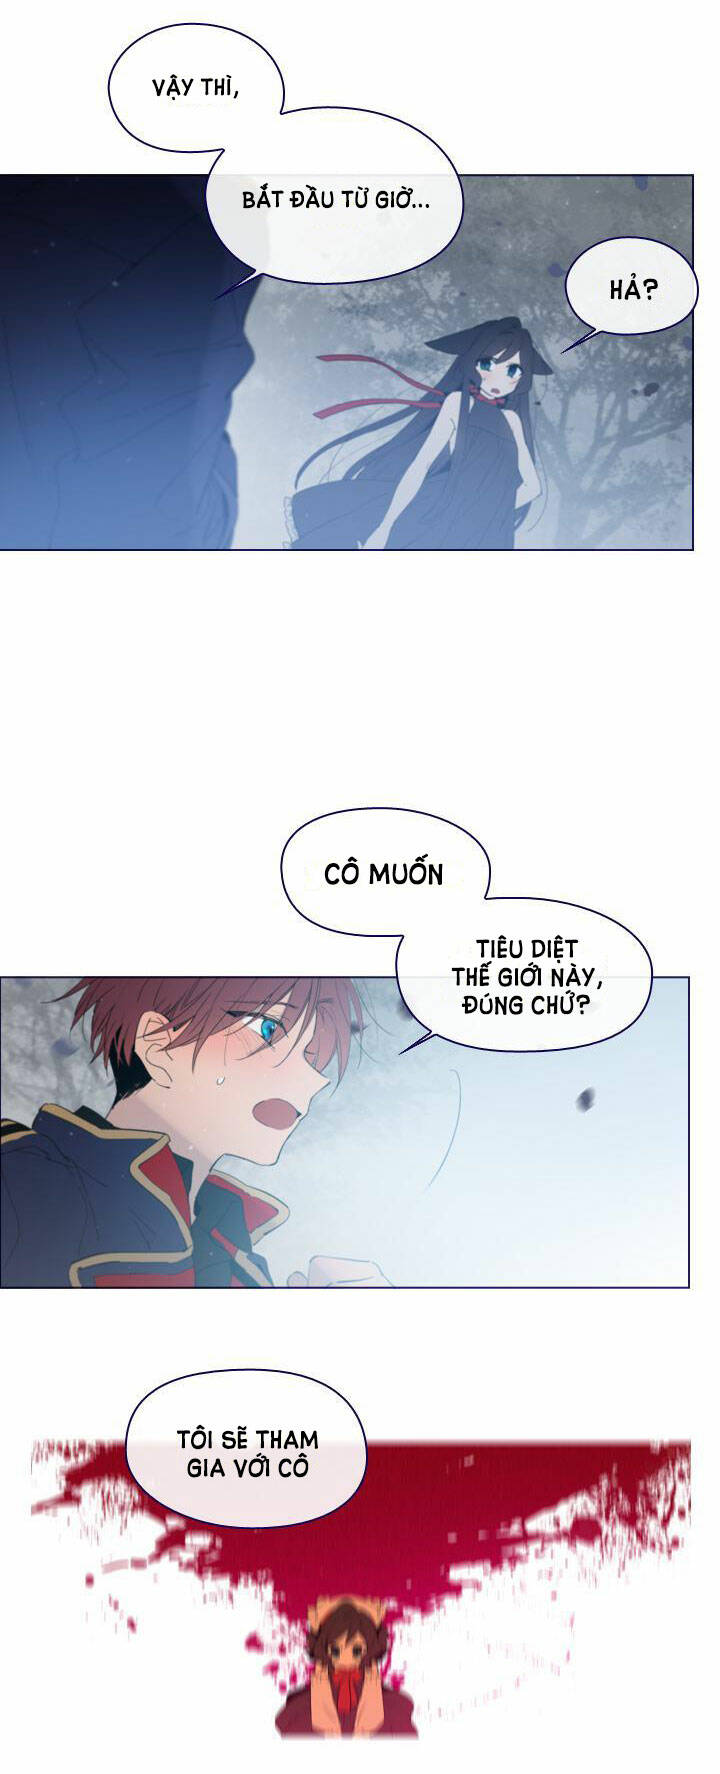 VẬY THÌ,
BẮT ĐẦU TỪ GIỜ...
HẢ?
CÔ MUỐN
TIÊU DIỆT
THẾ GIỚI NÀY,
ĐÚNG CHỨ?
TÔI SẼ THAM
GIA VỚI CÔ